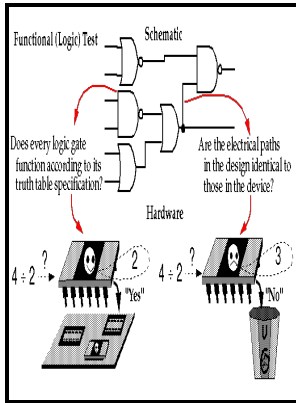 Functional (Logic) Test
Schematic
Does every logic gate
function according to its
truth table specification?
Are the electrical paths
in the design identical to
those in the device?
Hardware
4 ÷ 2
?
2
"Yes"
4 ÷ 2
?
3
"No"